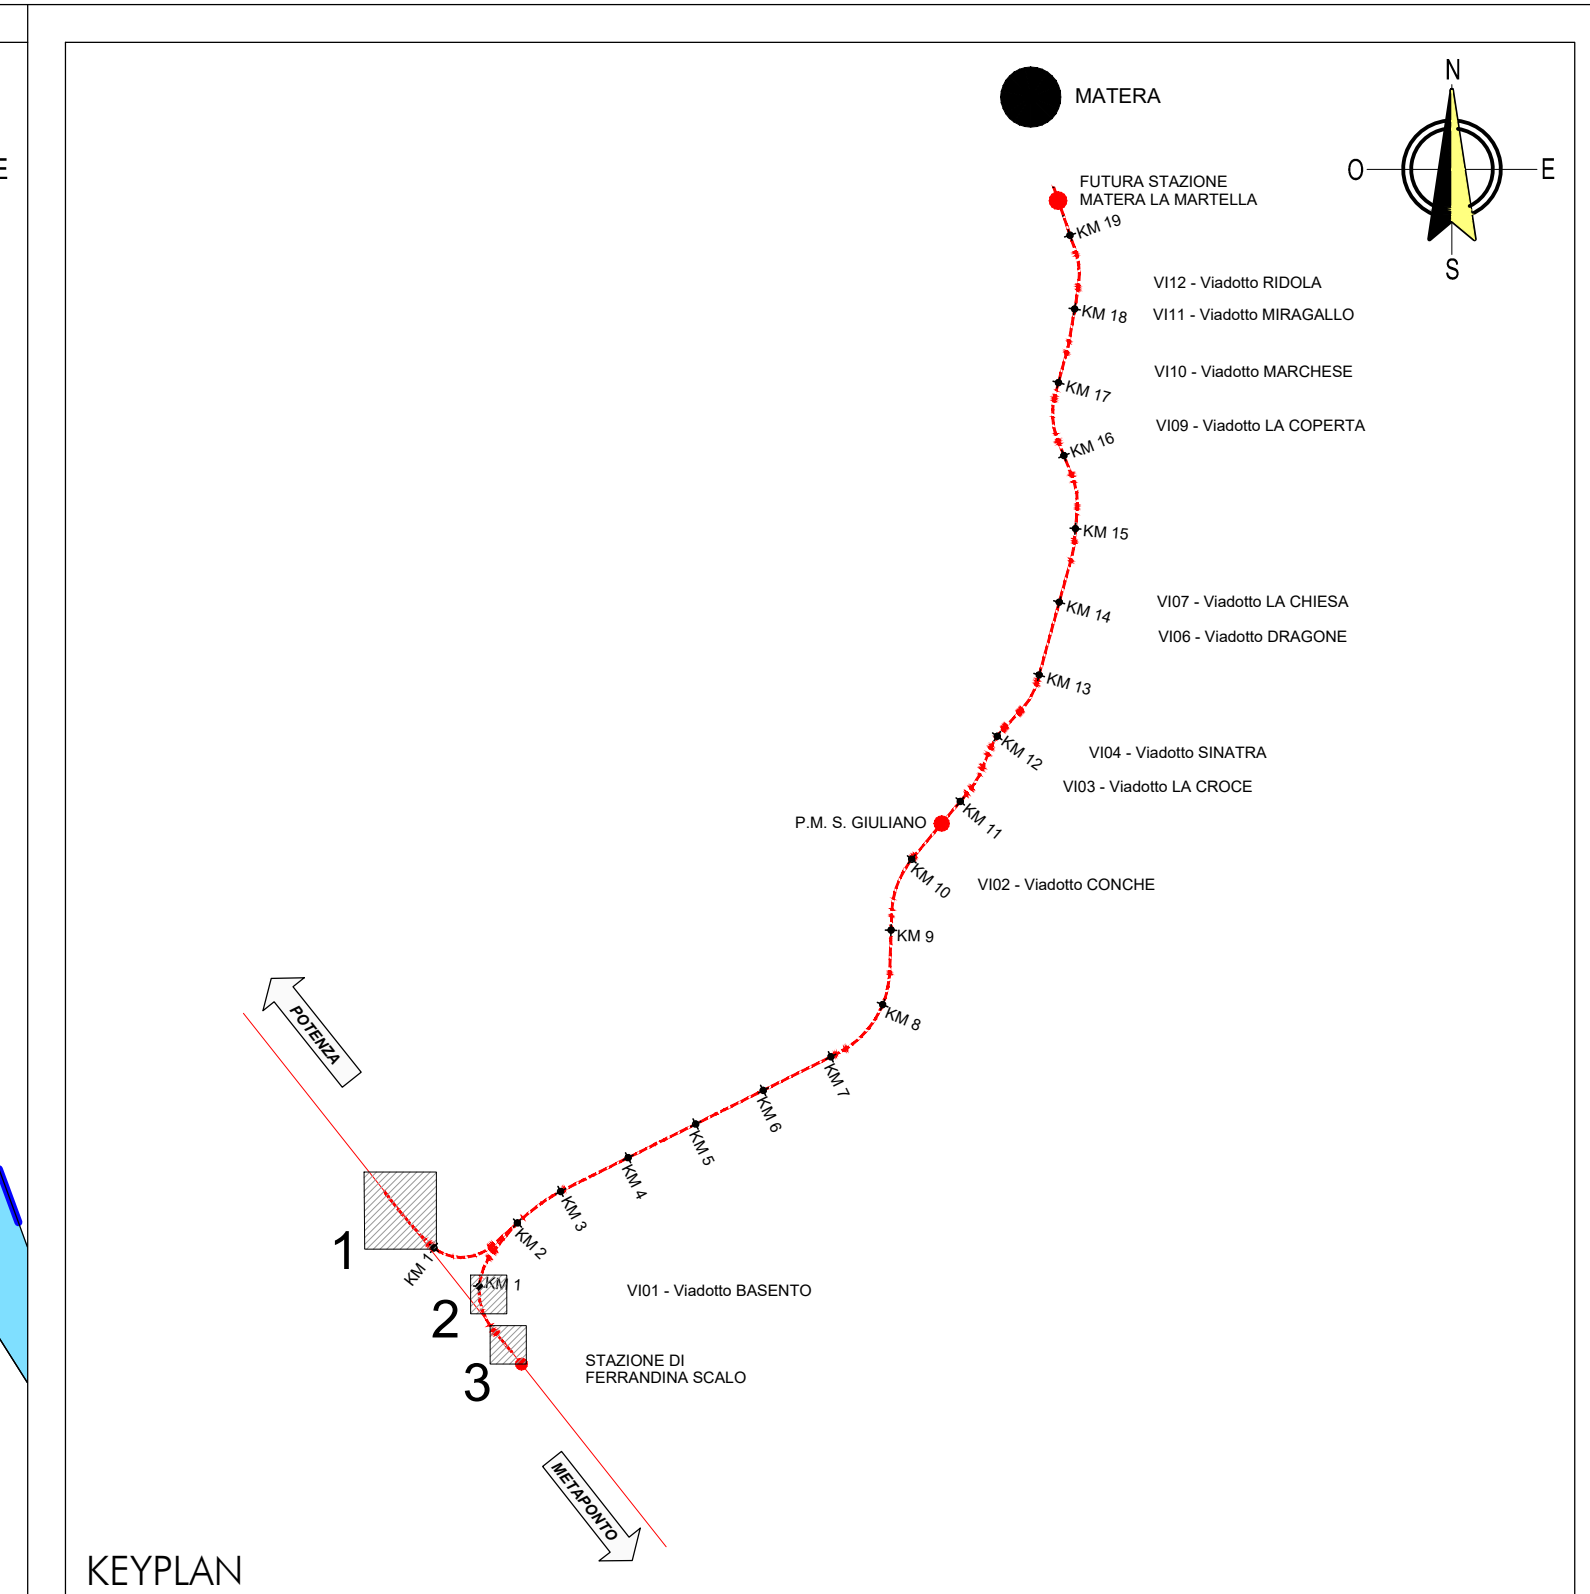 MATERA
N
O
E
S
E
FUTURA STAZIONE
MATERA LA MARTELLA
KM 19
VI12 - Viadotto RIDOLA
KM 18
VI11 - Viadotto MIRAGALLO
VI10 - Viadotto MARCHESE
KM 17
VI09 - Viadotto LA COPERTA
KM 16
KM 15
VI07 - Viadotto LA CHIESA
KM 14
VI06 - Viadotto DRAGONE
KM 13
KM 12
VI04 - Viadotto SINATRA
VI03 - Viadotto LA CROCE
P.M. S. GIULIANO
KM 11
KM 10
VI02 - Viadotto CONCHE
KM 9
KM 8
POTENZA
KM 7
KM 6
KM 5
KM 4
KM 3
KM 2
1
KM 1
KM 1
VI01 - Viadotto BASENTO
2
STAZIONE DI
FERRANDINA SCALO
3
METAPONTO
KEYPLAN